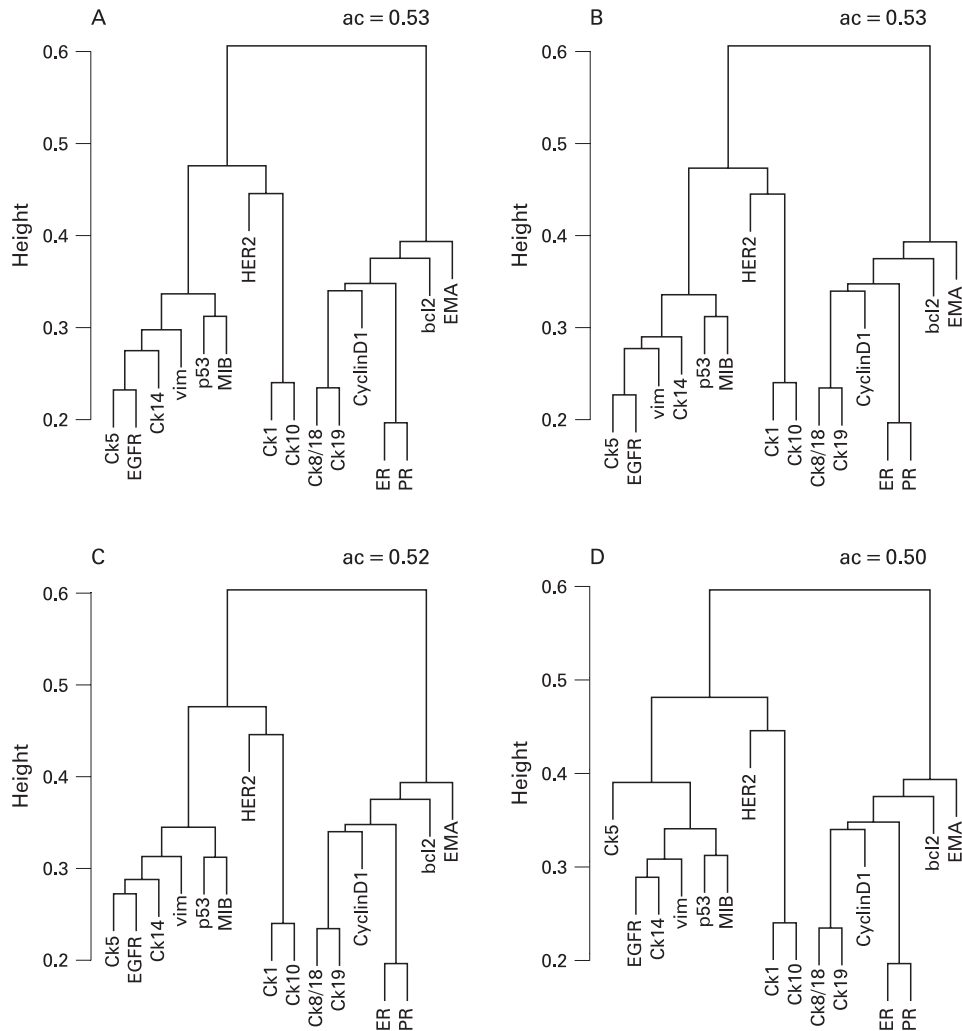 A
ac = 0.53
Height
0.6
0.5
0.4
0.3
0.2
Ck5
EGFR
Ck14
vim
p53
MIB
HER2
Ck1
Ck10
Ck8/18
Ck19
CyclinD1
ER
PR
bcl2
EMA
B
ac = 0.53
Height
0.6
0.5
0.4
0.3
0.2
Ck5
EGFR
vim
Ck14
p53
MIB
HER2
Ck1
Ck10
Ck8/18
Ck19
CyclinD1
ER
PR
bcl2
EMA
C
ac = 0.52
Height
0.6
0.5
0.4
0.3
0.2
Ck5
EGFR
Ck14
vim
p53
MIB
HER2
Ck1
Ck10
Ck8/18
Ck19
CyclinD1
ER
PR
bcl2
EMA
D
ac = 0.50
Height
0.6
0.5
0.4
0.3
0.2
Ck5
EGFR
Ck14
vim
p53
MIB
HER2
Ck1
Ck10
Ck8/18
Ck19
CyclinD1
ER
PR
bcl2
EMA